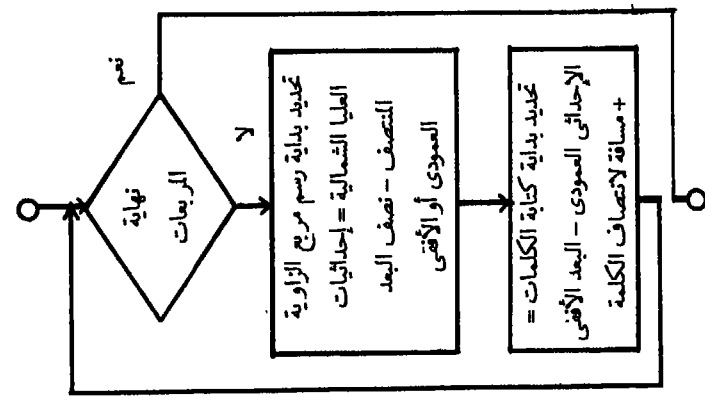 نعم
نهاية
المربعات
لا
تحديد بداية رسم مربع الزاوية
العليا الشمالية = إحداثيات
المنتصف - نصف البعد
العمودى أو الأفقى
تحديد بداية كتابة الكلمات =
الإحداثى العمودى - البعد الأفقى
+ مسافة لانتصاف الكلمة